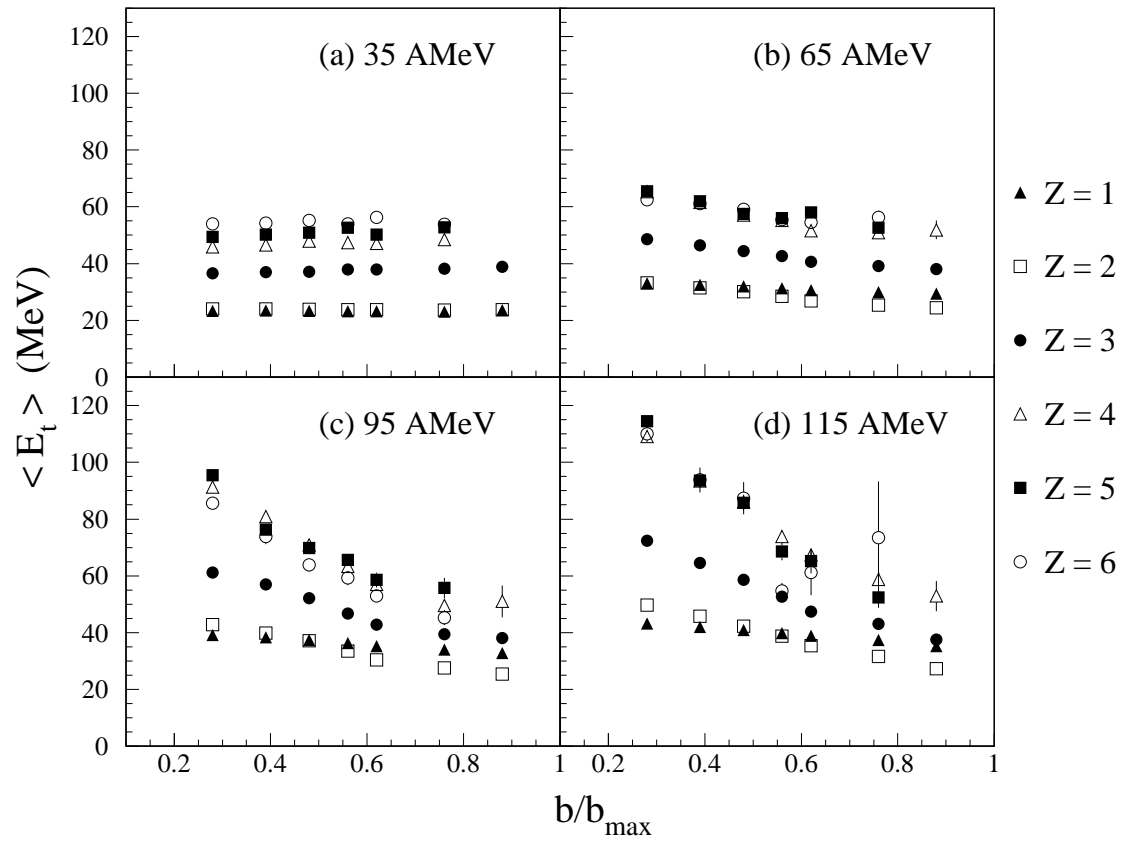 (a) 35 AMeV
(b) 65 AMeV
120
100
80
60
40
20
0
(c) 95 AMeV
(d) 115 AMeV
120
100
80
60
40
20
0
0.2 0.4 0.6 0.8 1 0.2 0.4 0.6 0.8 1
< E_t > (MeV)
b/b_max
Z = 1
Z = 2
Z = 3
Z = 4
Z = 5
Z = 6